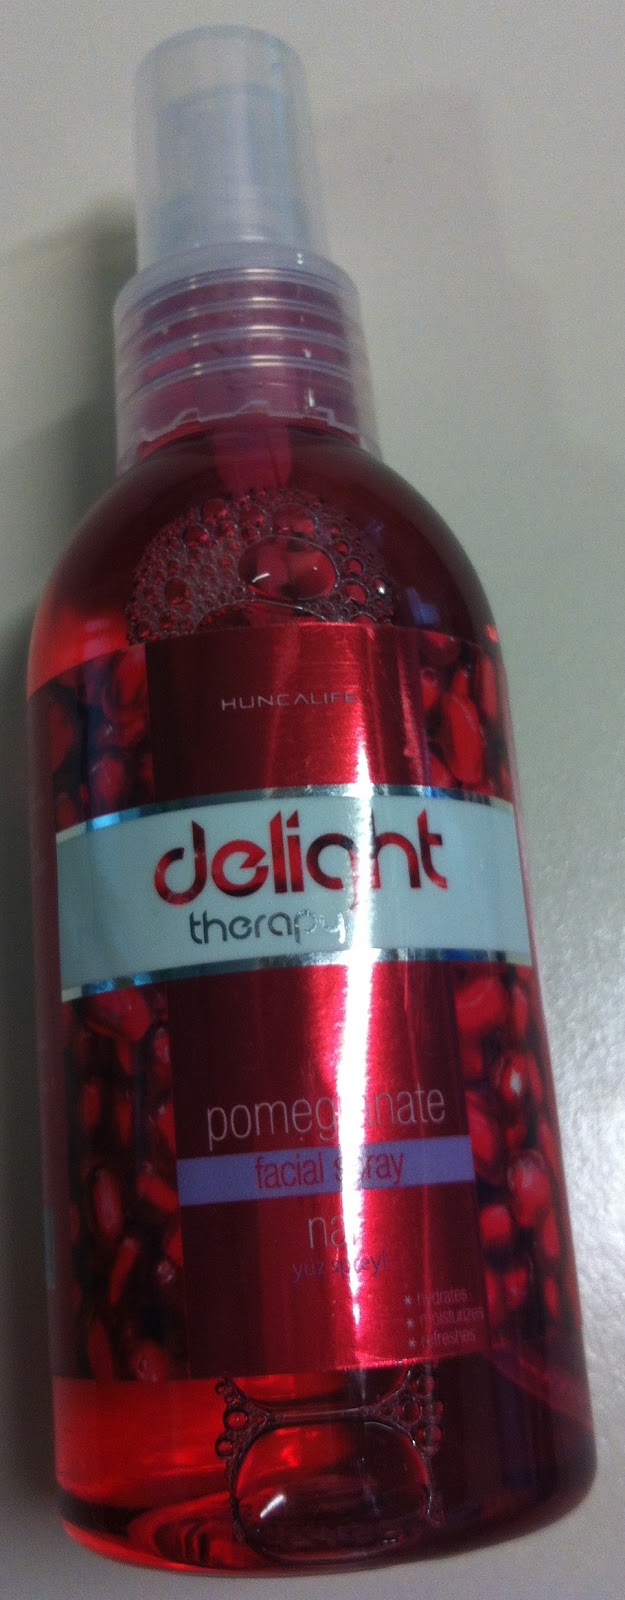 HUNCALIFE
delight
therapy
pomegranate
facial spray
nar
yüz spreyi
* hydrates
* moisturizes
* refreshes